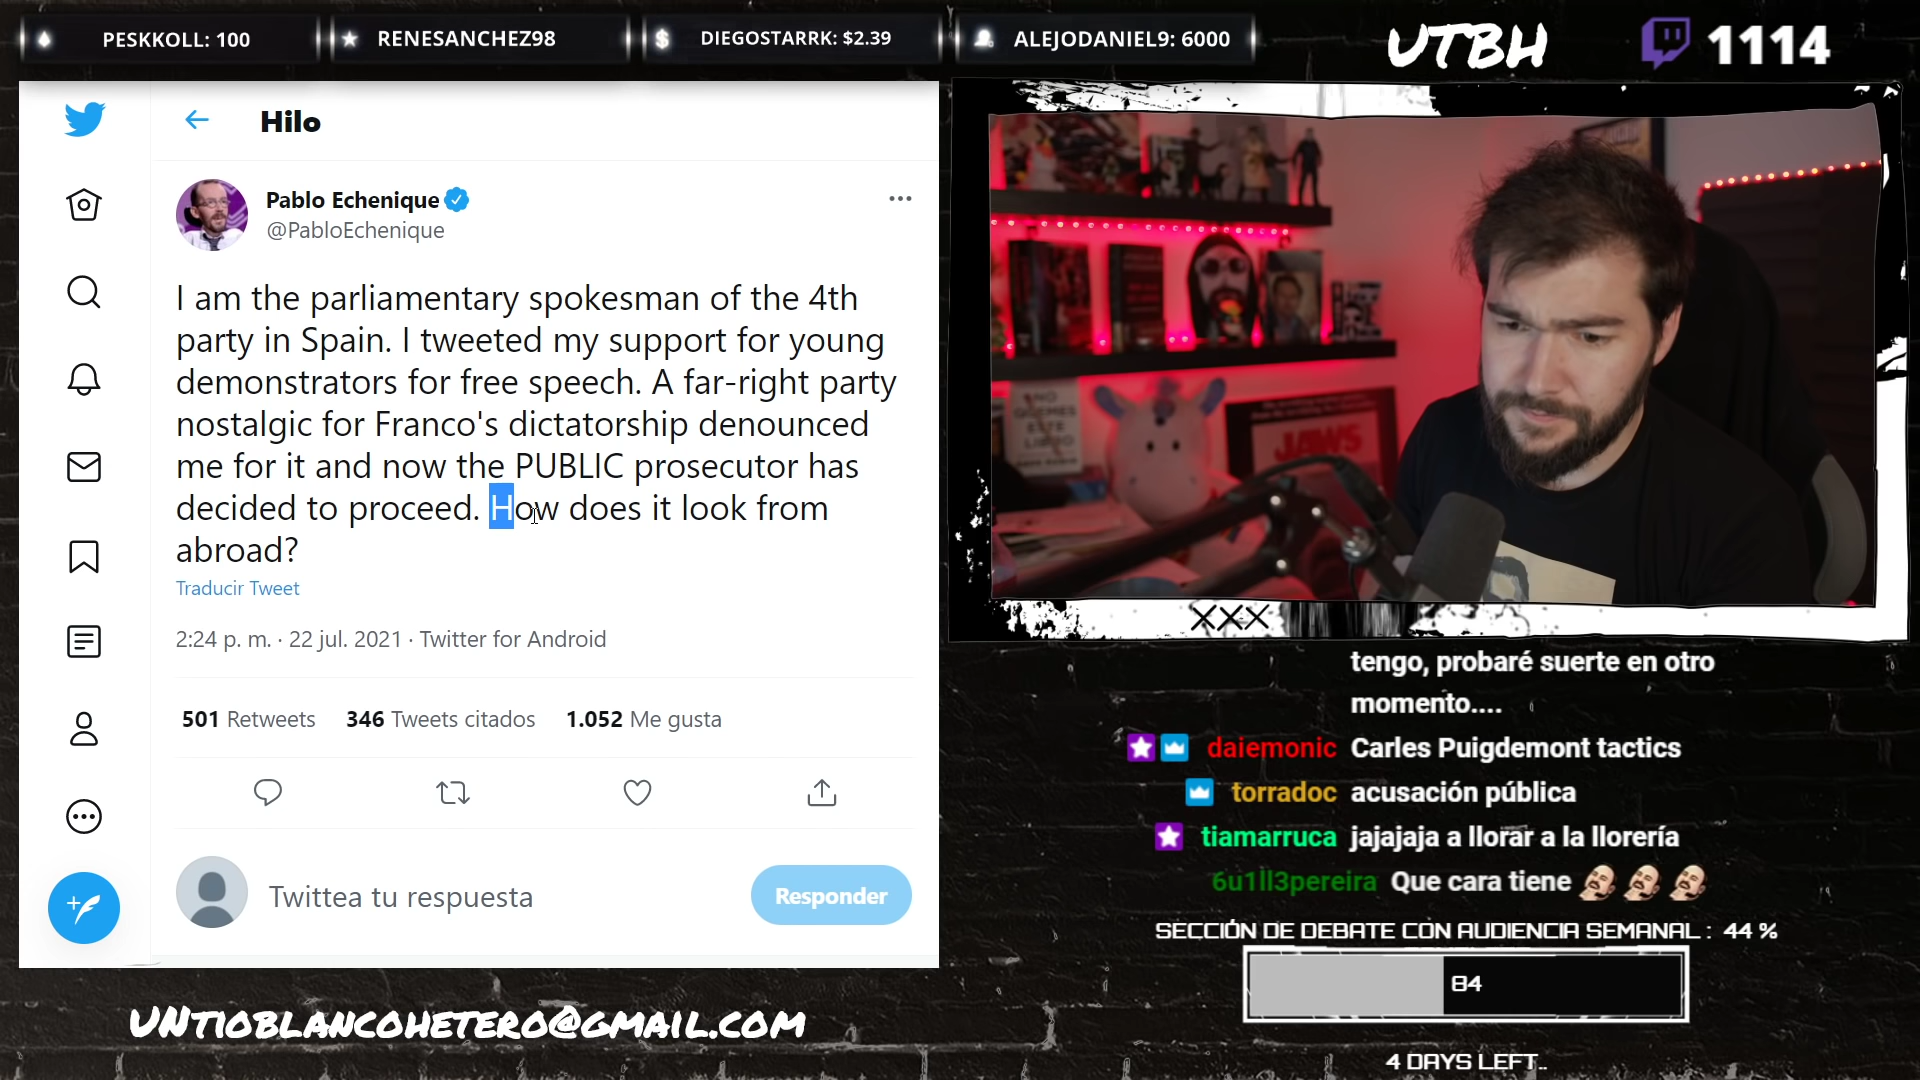 PESKKOLL: 100
RENESANCHEZ98
DIEGOSTARRK: $2.39
ALEJODANIEL9: 6000
UTBH
1114
Hilo
Pablo Echenique
@PabloEchenique
I am the parliamentary spokesman of the 4th
party in Spain. I tweeted my support for young
demonstrators for free speech. A far-right party
nostalgic for Franco's dictatorship denounced
me for it and now the PUBLIC prosecutor has
decided to proceed. How does it look from
abroad?
Traducir Tweet
2:24 p. m. · 22 jul. 2021 · Twitter for Android
501 Retweets 346 Tweets citados 1.052 Me gusta
Twittea tu respuesta
Responder
UNTIOBLANCOHETERO@GMAIL.COM
NO
QUEMES
ESTE
LIBRO
JAWS
XXX
tengo, probaré suerte en otro
momento....
daiemonic Carles Puigdemont tactics
torradoc acusación pública
tiamarruca jajajaja a llorar a la llorería
6u1ll3pereira Que cara tiene
SECCIÓN DE DEBATE CON AUDIENCIA SEMANAL : 44 %
84
4 DAYS LEFT..